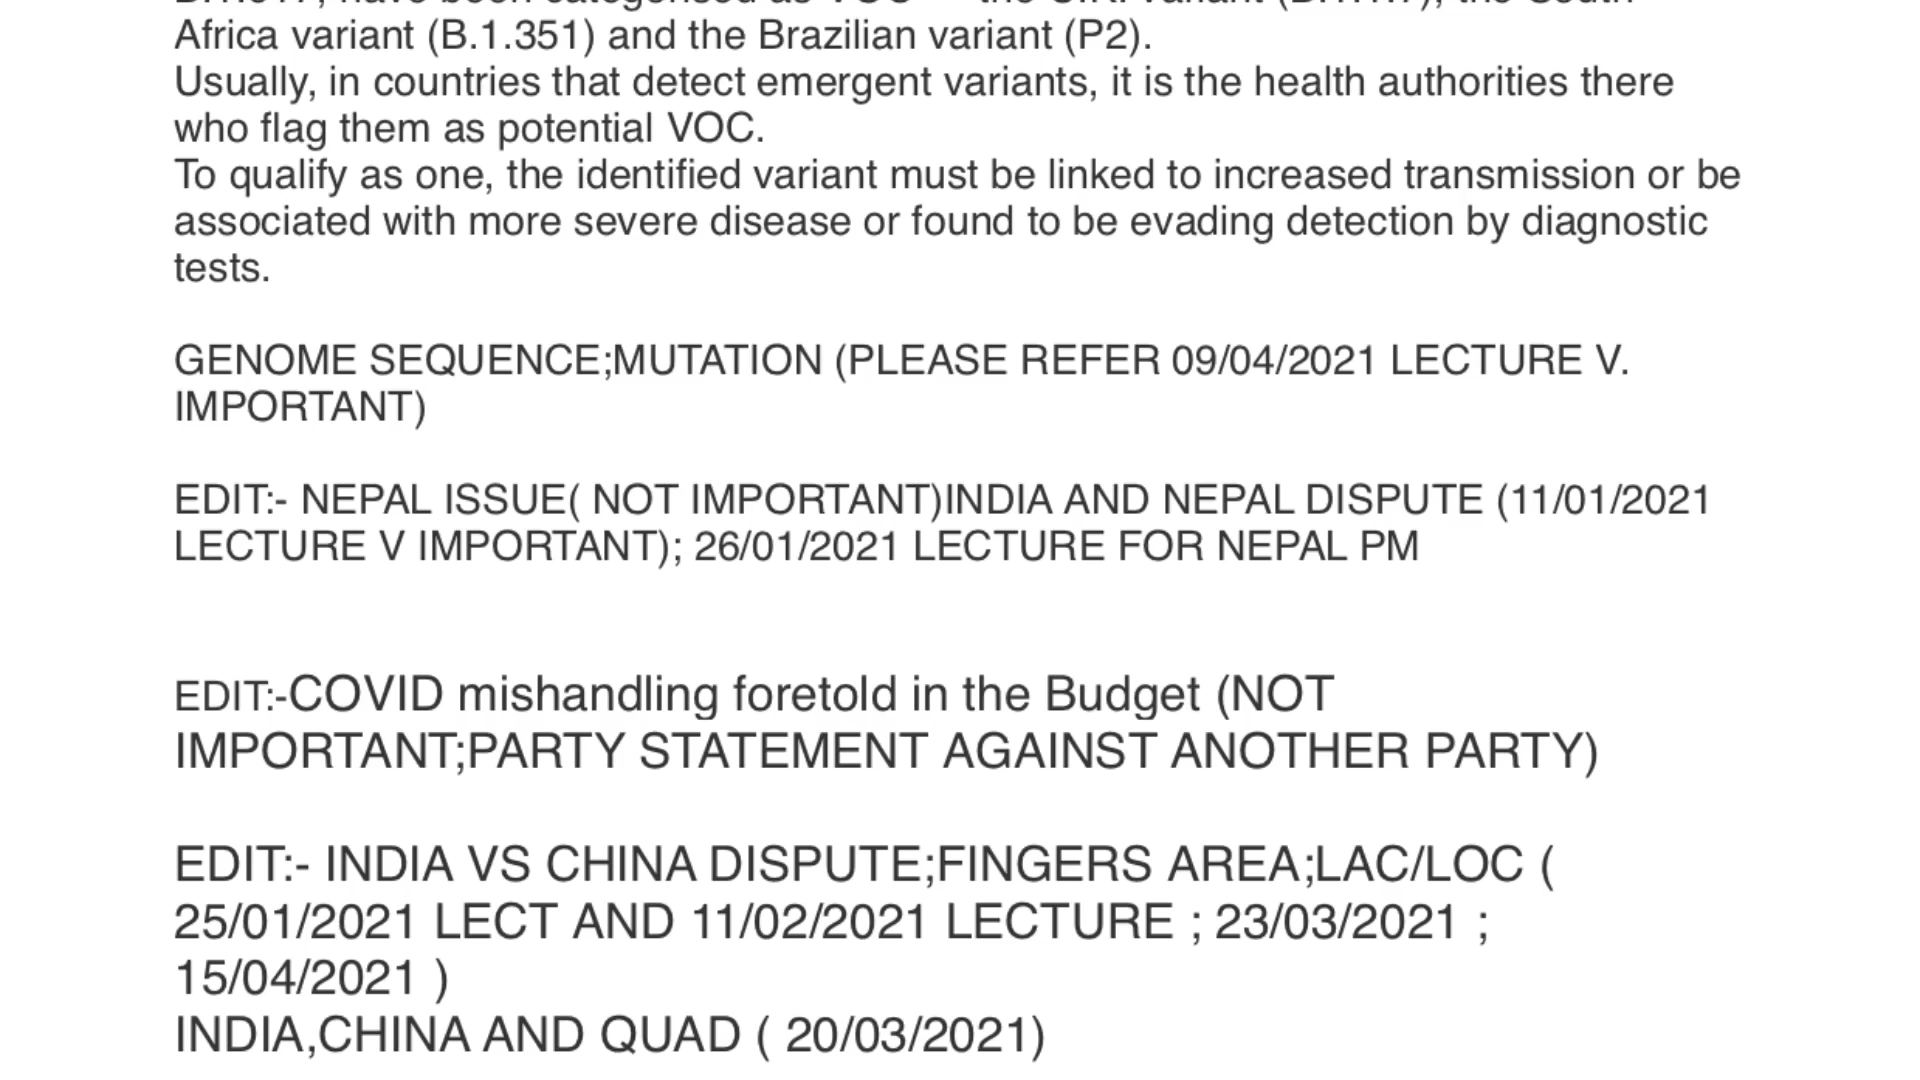 Africa variant (B.1.351) and the Brazilian variant (P2).
Usually, in countries that detect emergent variants, it is the health authorities there
who flag them as potential VOC.
To qualify as one, the identified variant must be linked to increased transmission or be
associated with more severe disease or found to be evading detection by diagnostic
tests.
GENOME SEQUENCE;MUTATION (PLEASE REFER 09/04/2021 LECTURE V.
IMPORTANT)
EDIT:- NEPAL ISSUE( NOT IMPORTANT)INDIA AND NEPAL DISPUTE (11/01/2021
LECTURE V IMPORTANT); 26/01/2021 LECTURE FOR NEPAL PM
EDIT:-COVID mishandling foretold in the Budget (NOT
IMPORTANT;PARTY STATEMENT AGAINST ANOTHER PARTY)
EDIT:- INDIA VS CHINA DISPUTE;FINGERS AREA;LAC/LOC (
25/01/2021 LECT AND 11/02/2021 LECTURE ; 23/03/2021 ;
15/04/2021 )
INDIA,CHINA AND QUAD ( 20/03/2021)